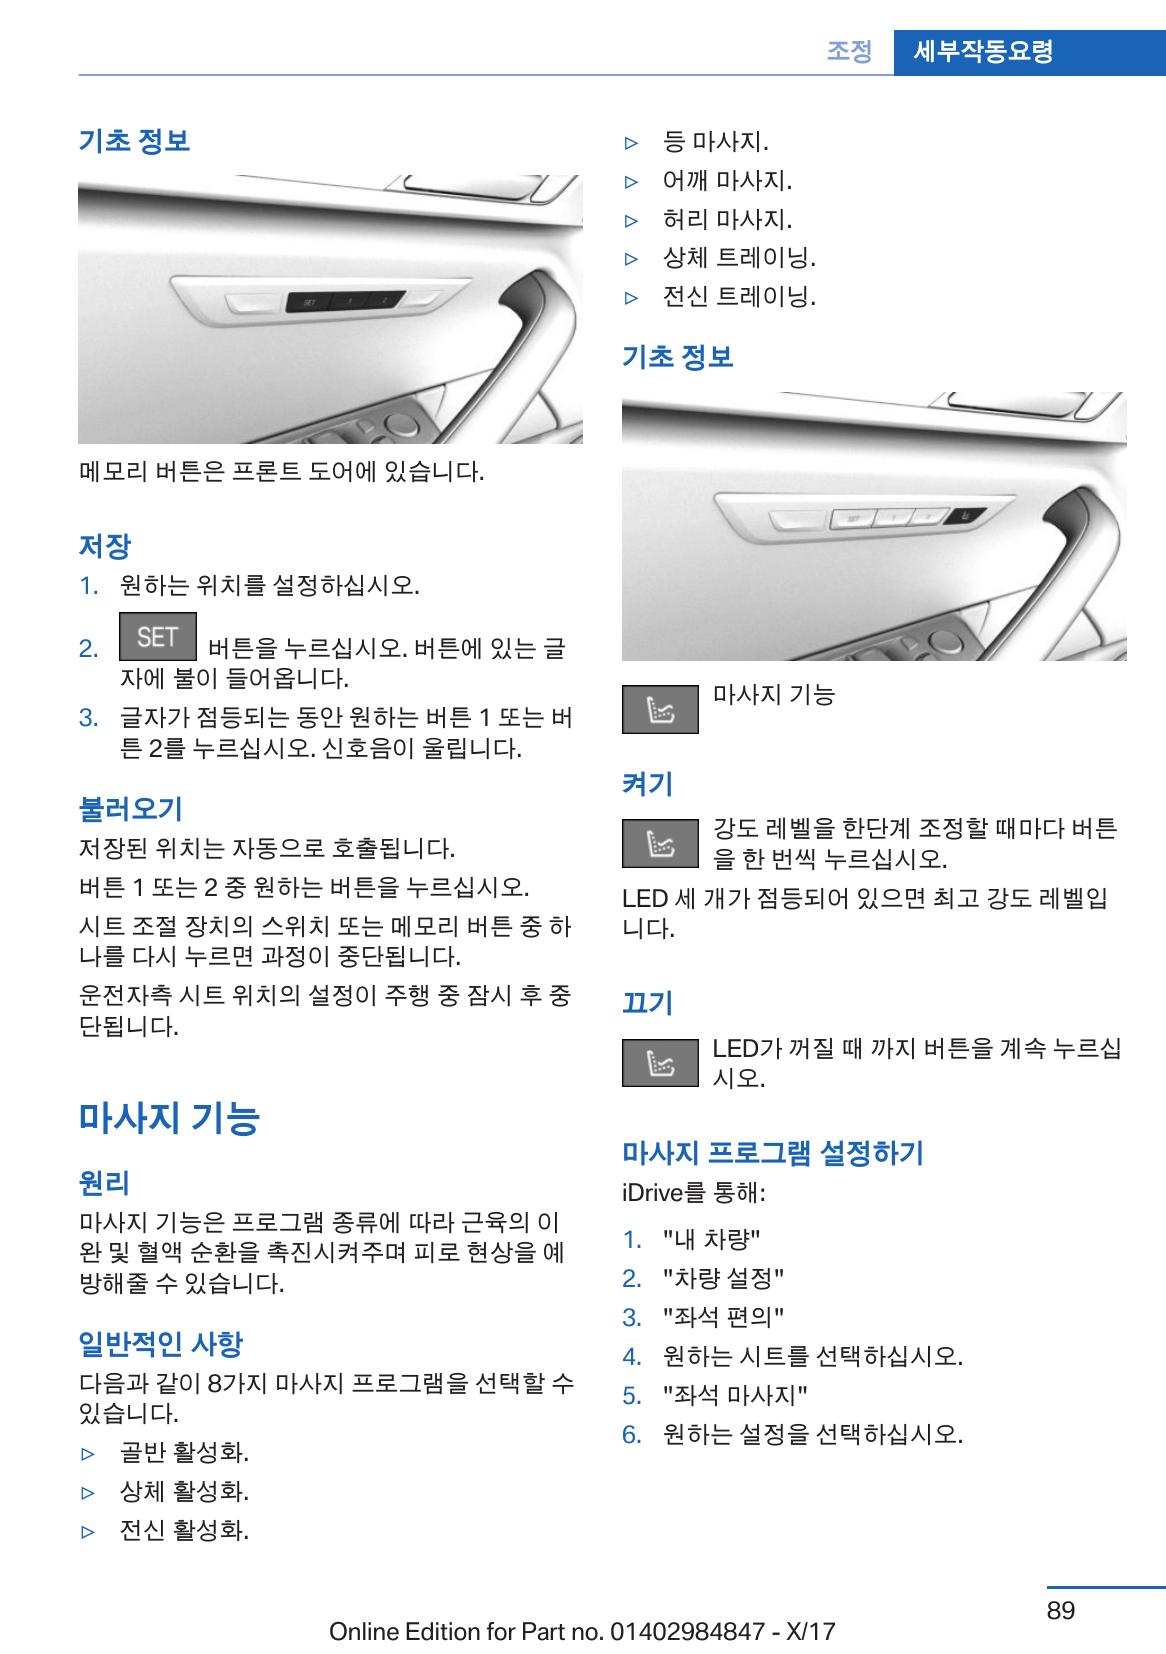 조정 세부작동요령
기초 정보
SET 1 2
메모리 버튼은 프론트 도어에 있습니다.
저장
1. 원하는 위치를 설정하십시오.
2. SET 버튼을 누르십시오. 버튼에 있는 글
자에 불이 들어옵니다.
3. 글자가 점등되는 동안 원하는 버튼 1 또는 버
튼 2를 누르십시오. 신호음이 울립니다.
불러오기
저장된 위치는 자동으로 호출됩니다.
버튼 1 또는 2 중 원하는 버튼을 누르십시오.
시트 조절 장치의 스위치 또는 메모리 버튼 중 하
나를 다시 누르면 과정이 중단됩니다.
운전자측 시트 위치의 설정이 주행 중 잠시 후 중
단됩니다.
마사지 기능
원리
마사지 기능은 프로그램 종류에 따라 근육의 이
완 및 혈액 순환을 촉진시켜주며 피로 현상을 예
방해줄 수 있습니다.
일반적인 사항
다음과 같이 8가지 마사지 프로그램을 선택할 수
있습니다.
▷ 골반 활성화.
▷ 상체 활성화.
▷ 전신 활성화.
▷ 등 마사지.
▷ 어깨 마사지.
▷ 허리 마사지.
▷ 상체 트레이닝.
▷ 전신 트레이닝.
기초 정보
SET 1 2
마사지 기능
켜기
강도 레벨을 한단계 조정할 때마다 버튼
을 한 번씩 누르십시오.
LED 세 개가 점등되어 있으면 최고 강도 레벨입
니다.
끄기
LED가 꺼질 때 까지 버튼을 계속 누르십
시오.
마사지 프로그램 설정하기
iDrive를 통해:
1. "내 차량"
2. "차량 설정"
3. "좌석 편의"
4. 원하는 시트를 선택하십시오.
5. "좌석 마사지"
6. 원하는 설정을 선택하십시오.
89
Online Edition for Part no. 01402984847 - X/17